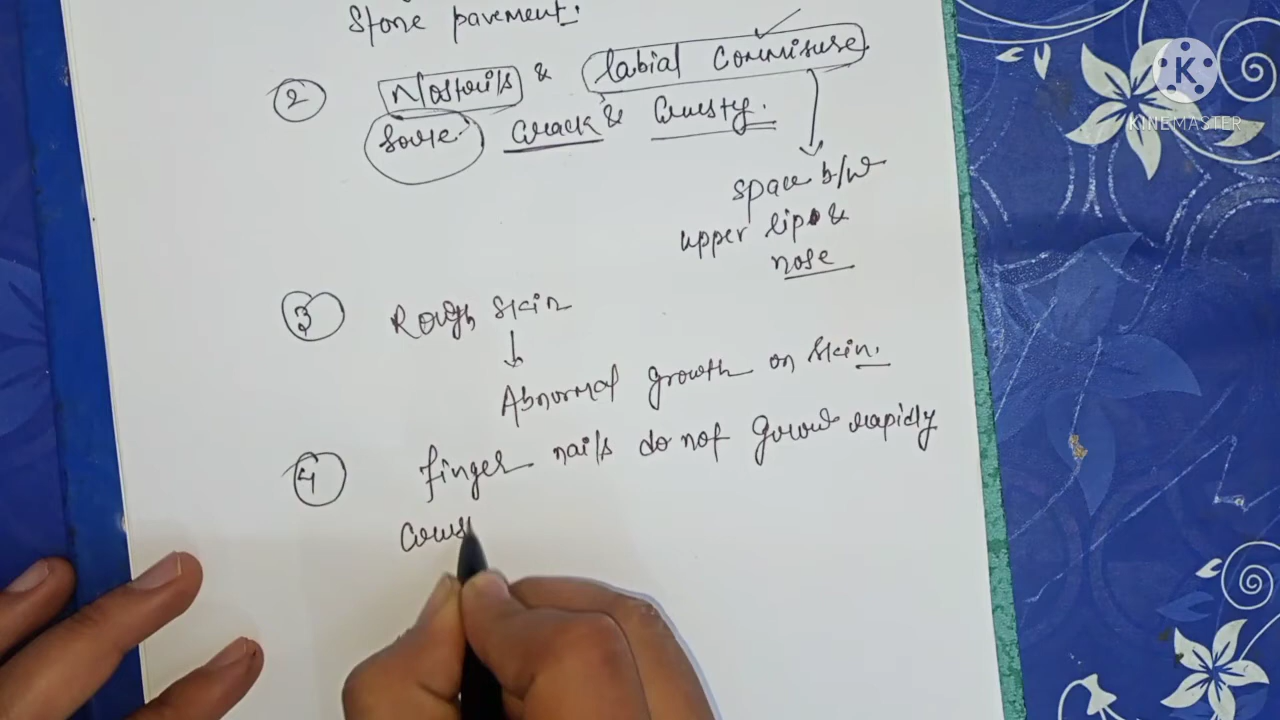 Stone pavement.
② Nostrils & labial commisure.
Sore crack & Crusty.
space b/w
upper lip &
nose
③ Rough skin
↓
Abnormal growth on skin.
④ finger nails do not grow rapidly
K
KINEMASTER